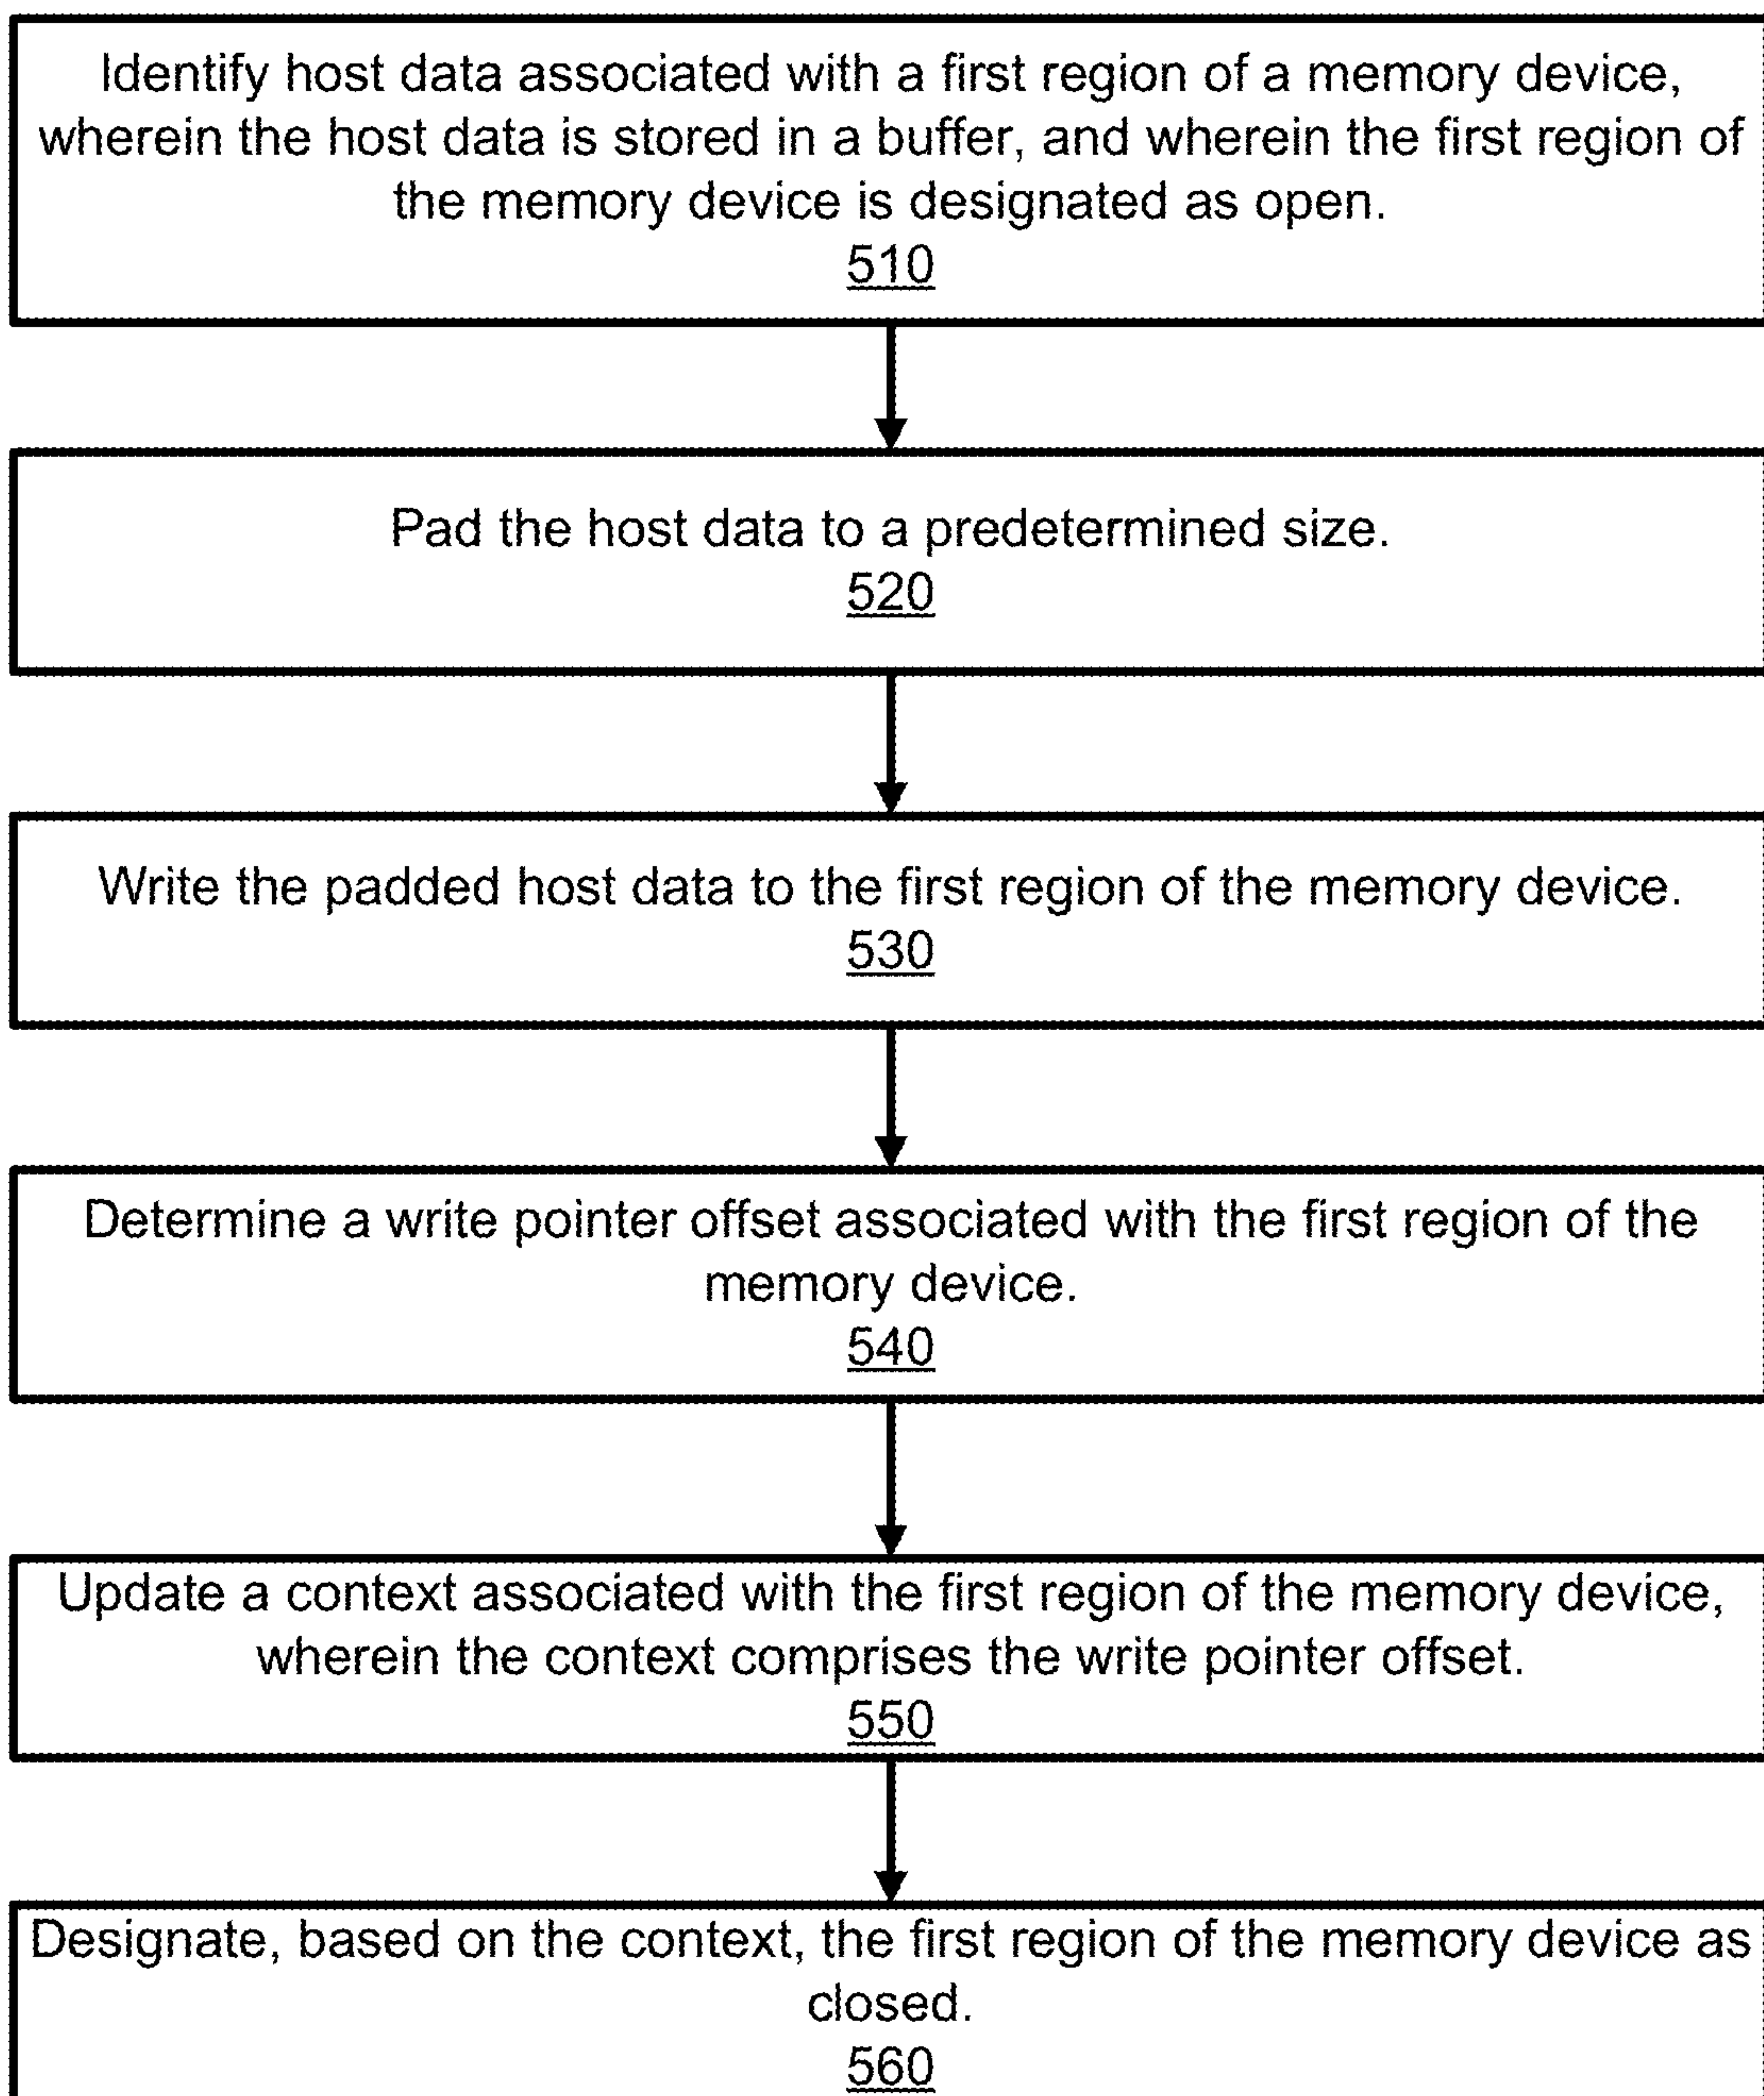 Identify host data associated with a first region of a memory device,
wherein the host data is stored in a buffer, and wherein the first region of
the memory device is designated as open.
510
Pad the host data to a predetermined size.
520
Write the padded host data to the first region of the memory device.
530
Determine a write pointer offset associated with the first region of the
memory device.
540
Update a context associated with the first region of the memory device,
wherein the context comprises the write pointer offset.
550
Designate, based on the context, the first region of the memory device as
closed.
560